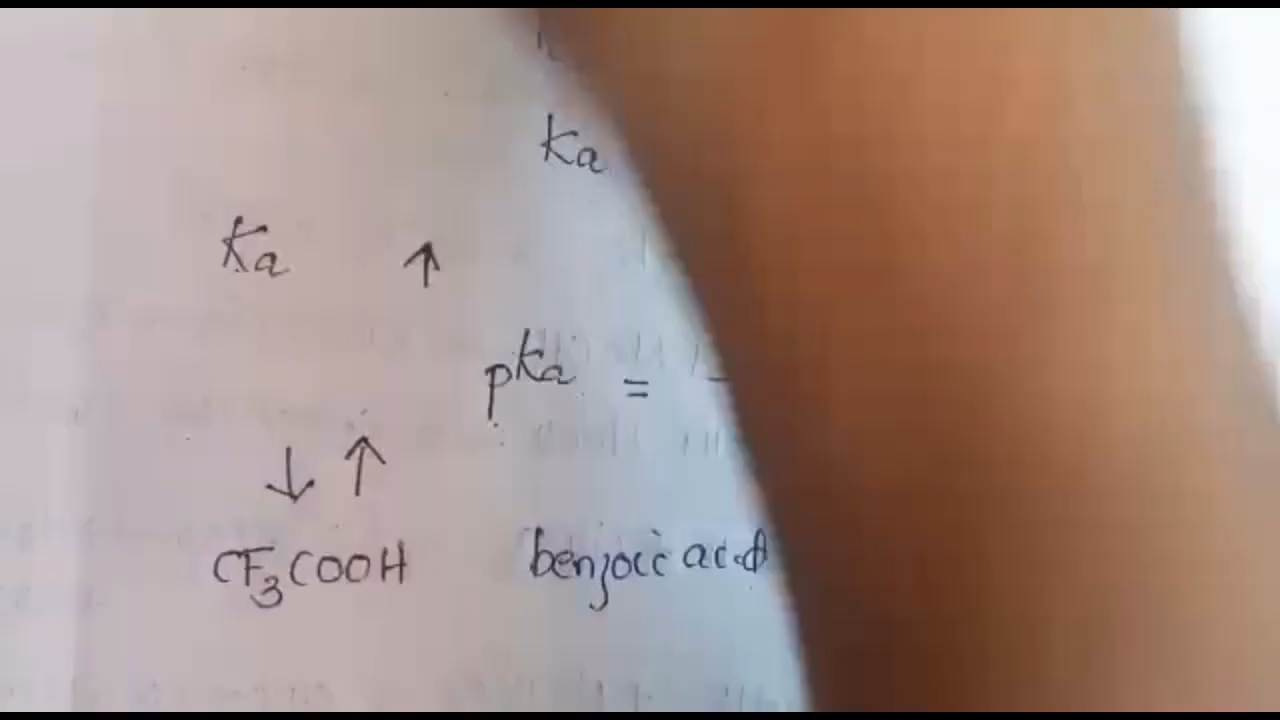 Ka
Ka ↑
pKa = -
↓ ↑
CF3COOH benzoic acid